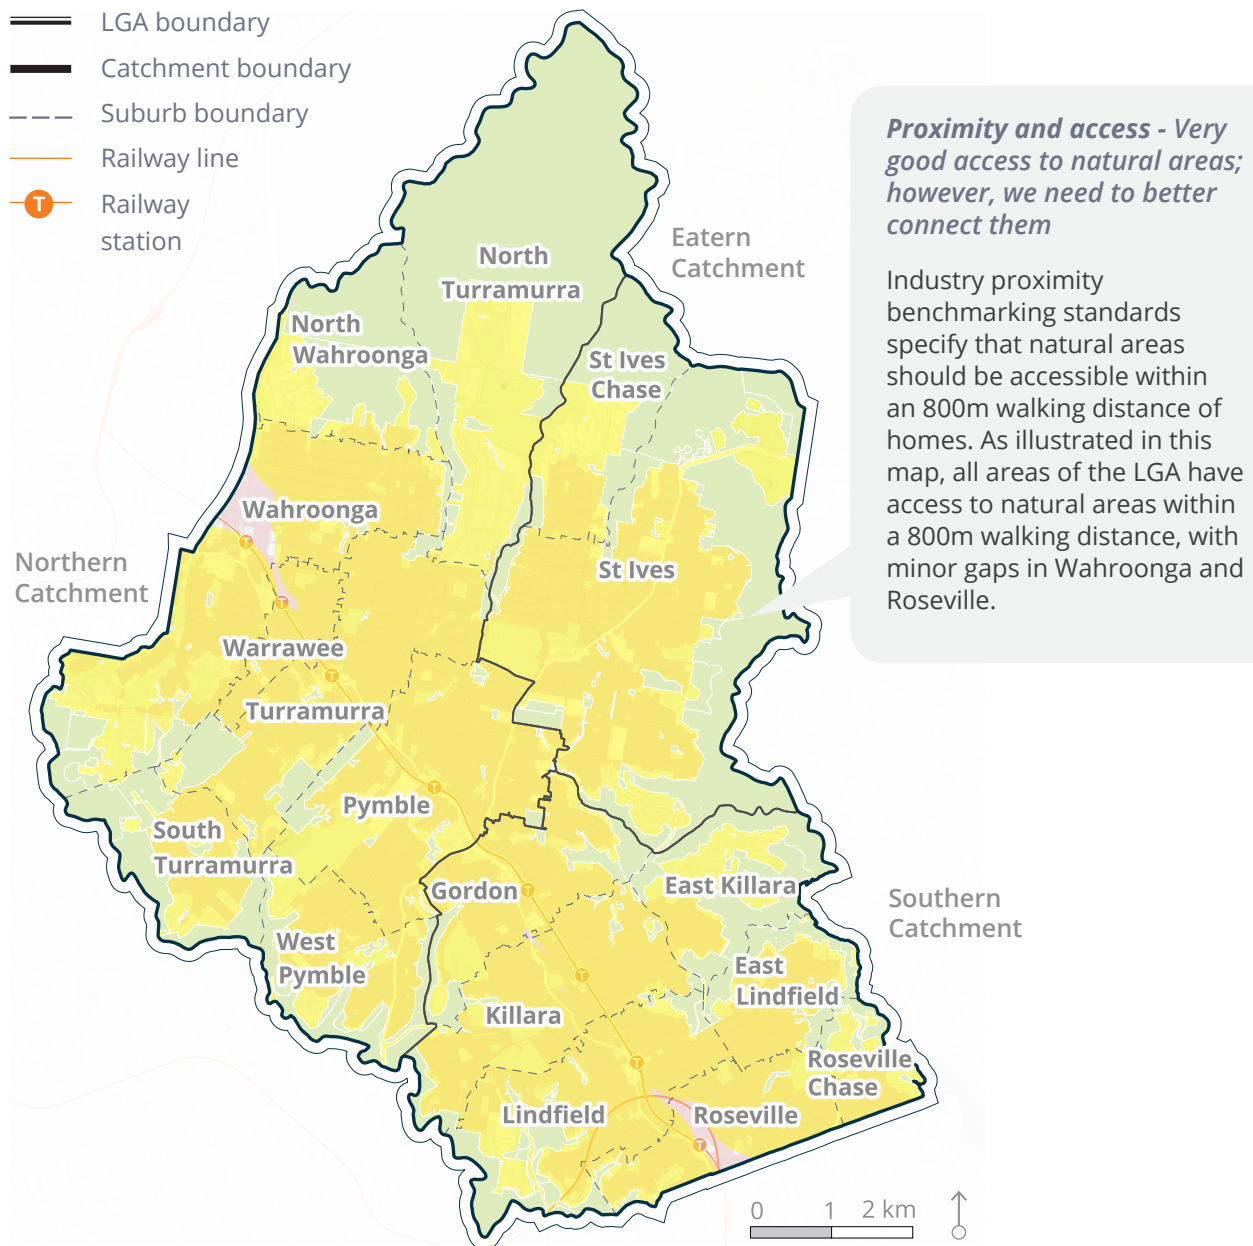 LGA boundary
Catchment boundary
Suburb boundary
Railway line
T
Railway
station
Proximity and access - Very
good access to natural areas;
however, we need to better
connect them
Industry proximity
benchmarking standards
specify that natural areas
should be accessible within
an 800m walking distance of
homes. As illustrated in this
map, all areas of the LGA have
access to natural areas within
a 800m walking distance, with
minor gaps in Wahroonga and
Roseville.
Eatern
Catchment
North
Turramurra
North
Wahroonga
St Ives
Chase
Wahroonga
T
Northern
Catchment
St Ives
T
Warrawee
T
Turramurra
Pymble
T
South
Turramurra
Gordon
T
East Killara
Southern
Catchment
West
Pymble
T
East
Lindfield
Killara
T
Roseville
Chase
Lindfield
Roseville
T
0 1 2 km